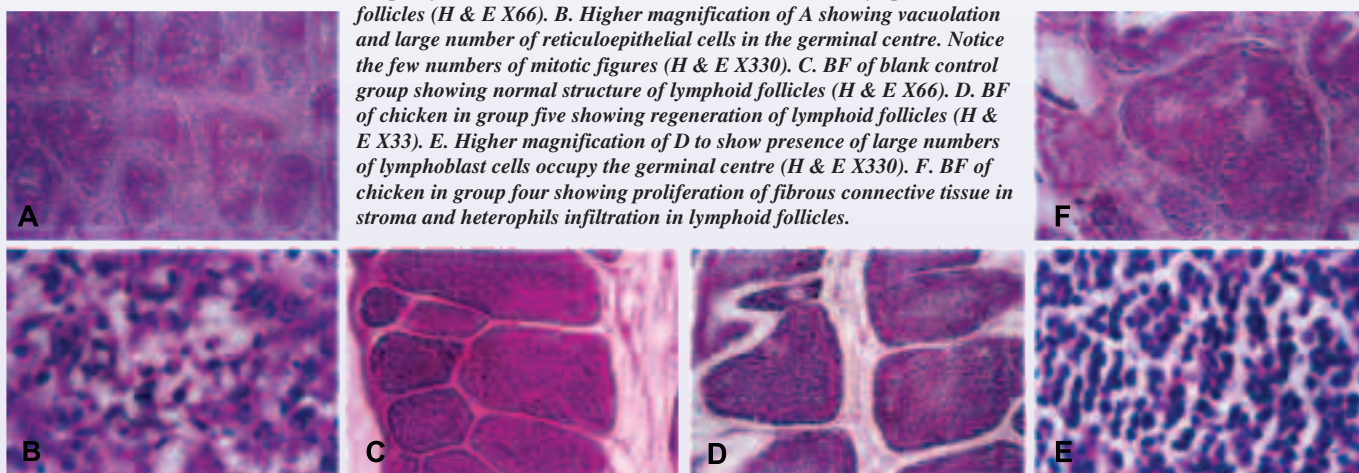 follicles (H & E X66). B. Higher magnification of A showing vacuolation
and large number of reticuloepithelial cells in the germinal centre. Notice
the few numbers of mitotic figures (H & E X330). C. BF of blank control
group showing normal structure of lymphoid follicles (H & E X66). D. BF
of chicken in group five showing regeneration of lymphoid follicles (H &
E X33). E. Higher magnification of D to show presence of large numbers
of lymphoblast cells occupy the germinal centre (H & E X330). F. BF of
chicken in group four showing proliferation of fibrous connective tissue in
stroma and heterophils infiltration in lymphoid follicles.
A
F
B
C
D
E